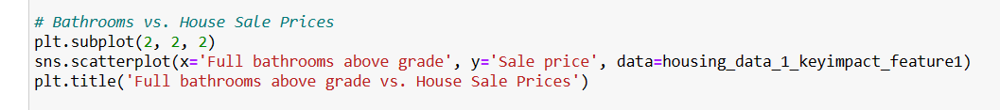 # Bathrooms vs. House Sale Prices
plt.subplot(2, 2, 2)
sns.scatterplot(x='Full bathrooms above grade', y='Sale price', data=housing_data_1_keyimpact_feature1)
plt.title('Full bathrooms above grade vs. House Sale Prices')